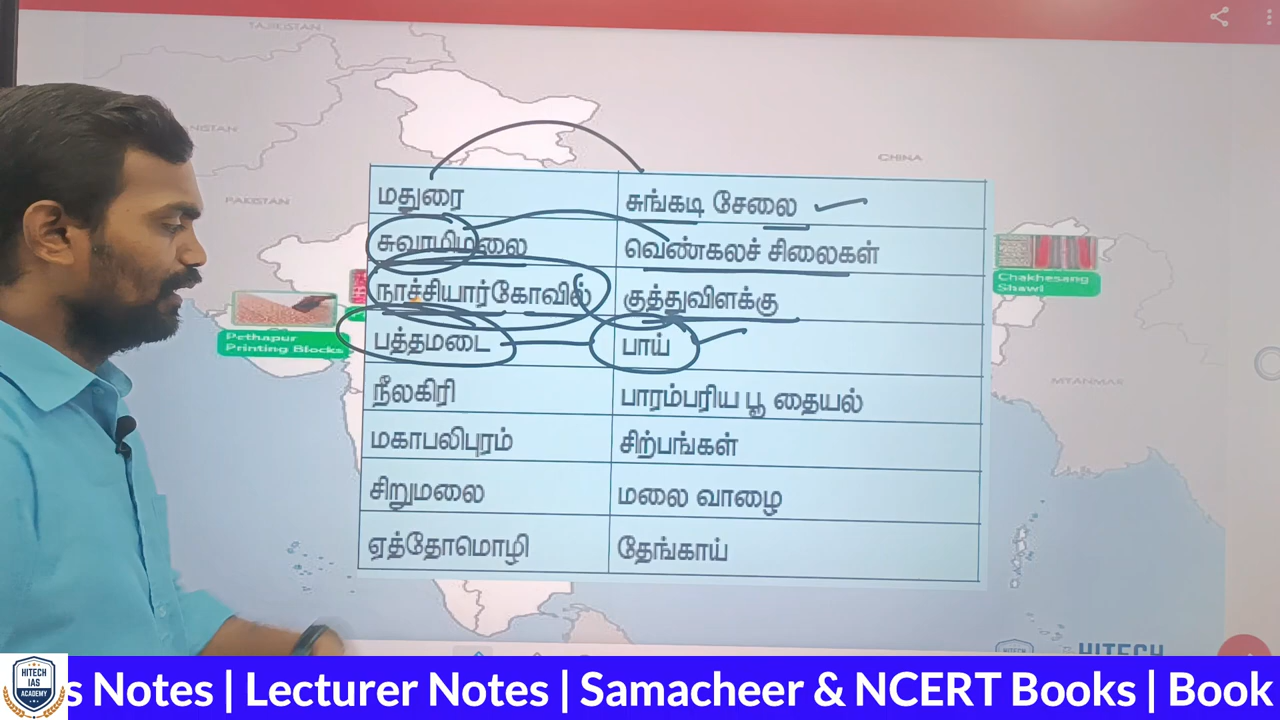 TAJIKISTAN
CHINA
PAKISTAN
மதுரை சுங்கடி சேலை
சுவாமிமலை வெண்கலச் சிலைகள்
நாச்சியார்கோவில் குத்துவிளக்கு
பத்தமடை பாய்
நீலகிரி பாரம்பரிய பூ தையல்
மகாபலிபுரம் சிற்பங்கள்
சிறுமலை மலை வாழை
ஏத்தோமொழி தேங்காய்
Chakhesang
Shawl
Pethapur
Printing Blocks
MYANMAR
HITECH
HITECH
IAS
ACADEMY
s Notes | Lecturer Notes | Samacheer & NCERT Books | Book